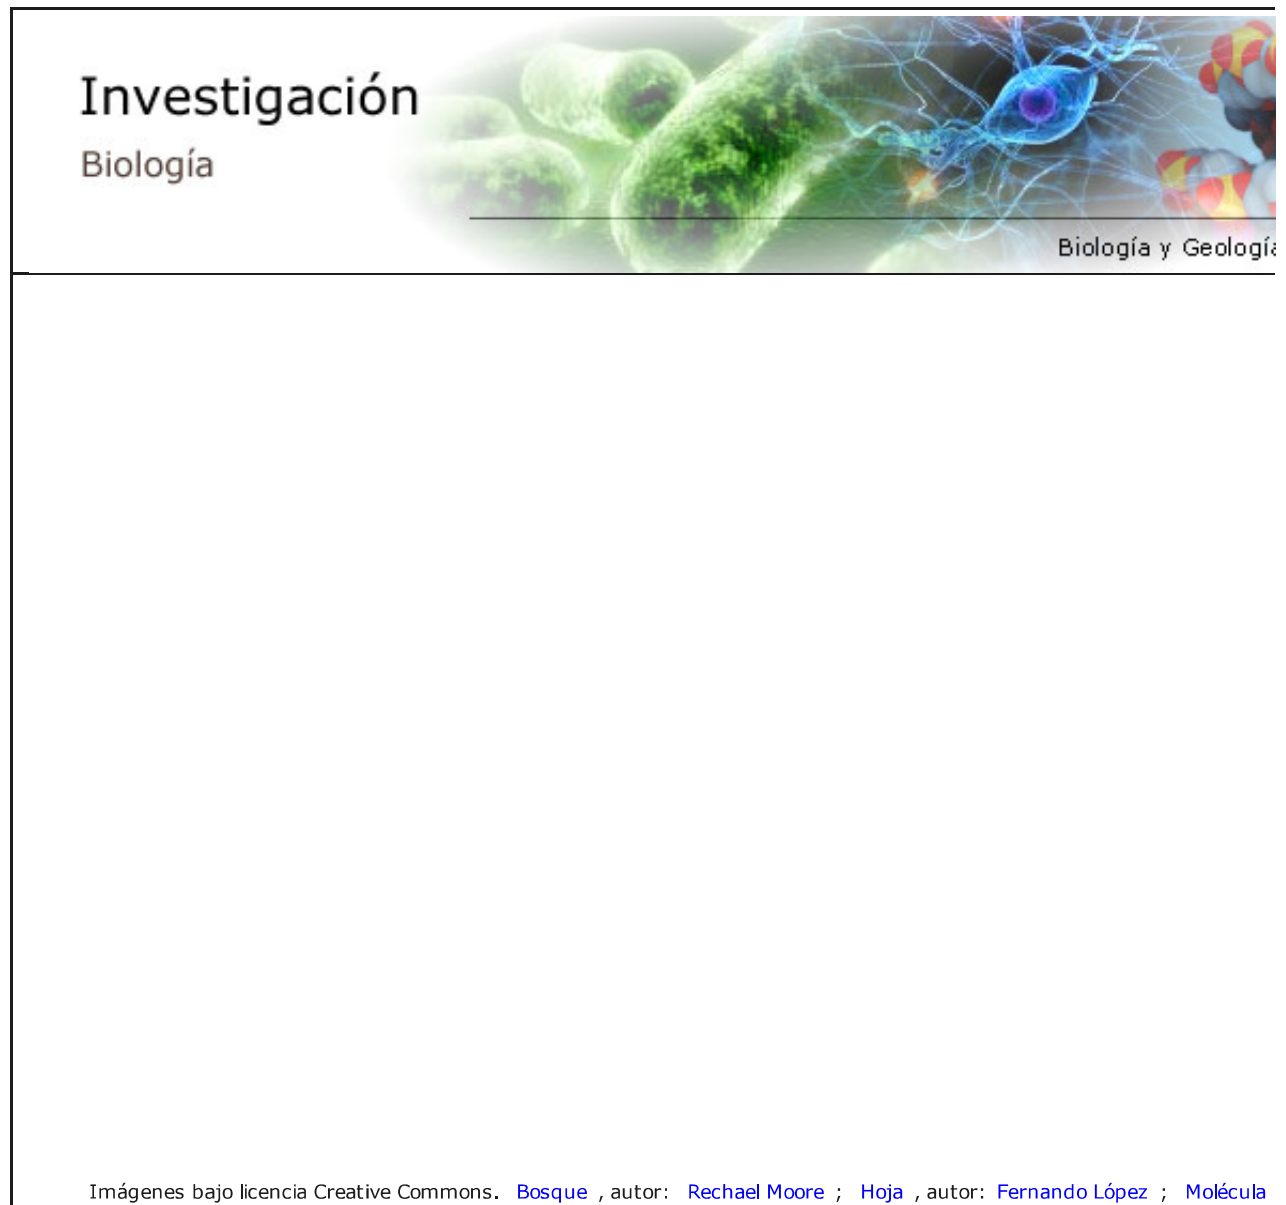 Investigación
Biología
Biología y Geología
Imágenes bajo licencia Creative Commons. Bosque , autor: Rechael Moore ; Hoja , autor: Fernando López ; Molécula